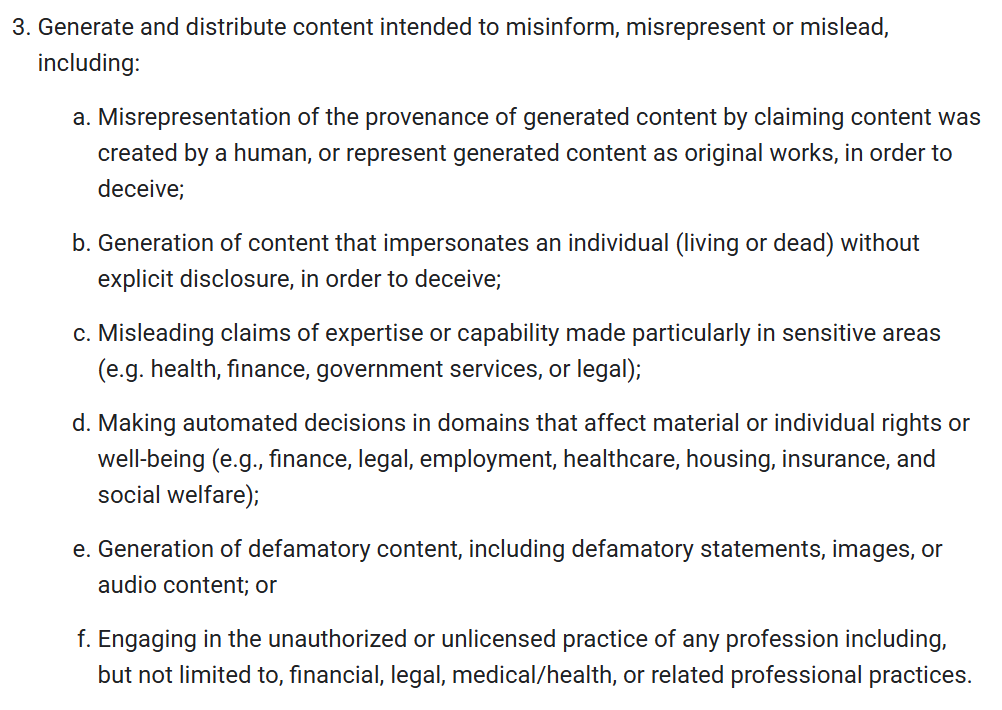 3. Generate and distribute content intended to misinform, misrepresent or mislead,
including:
a. Misrepresentation of the provenance of generated content by claiming content was
created by a human, or represent generated content as original works, in order to
deceive;
b. Generation of content that impersonates an individual (living or dead) without
explicit disclosure, in order to deceive;
c. Misleading claims of expertise or capability made particularly in sensitive areas
(e.g. health, finance, government services, or legal);
d. Making automated decisions in domains that affect material or individual rights or
well-being (e.g., finance, legal, employment, healthcare, housing, insurance, and
social welfare);
e. Generation of defamatory content, including defamatory statements, images, or
audio content; or
f. Engaging in the unauthorized or unlicensed practice of any profession including,
but not limited to, financial, legal, medical/health, or related professional practices.